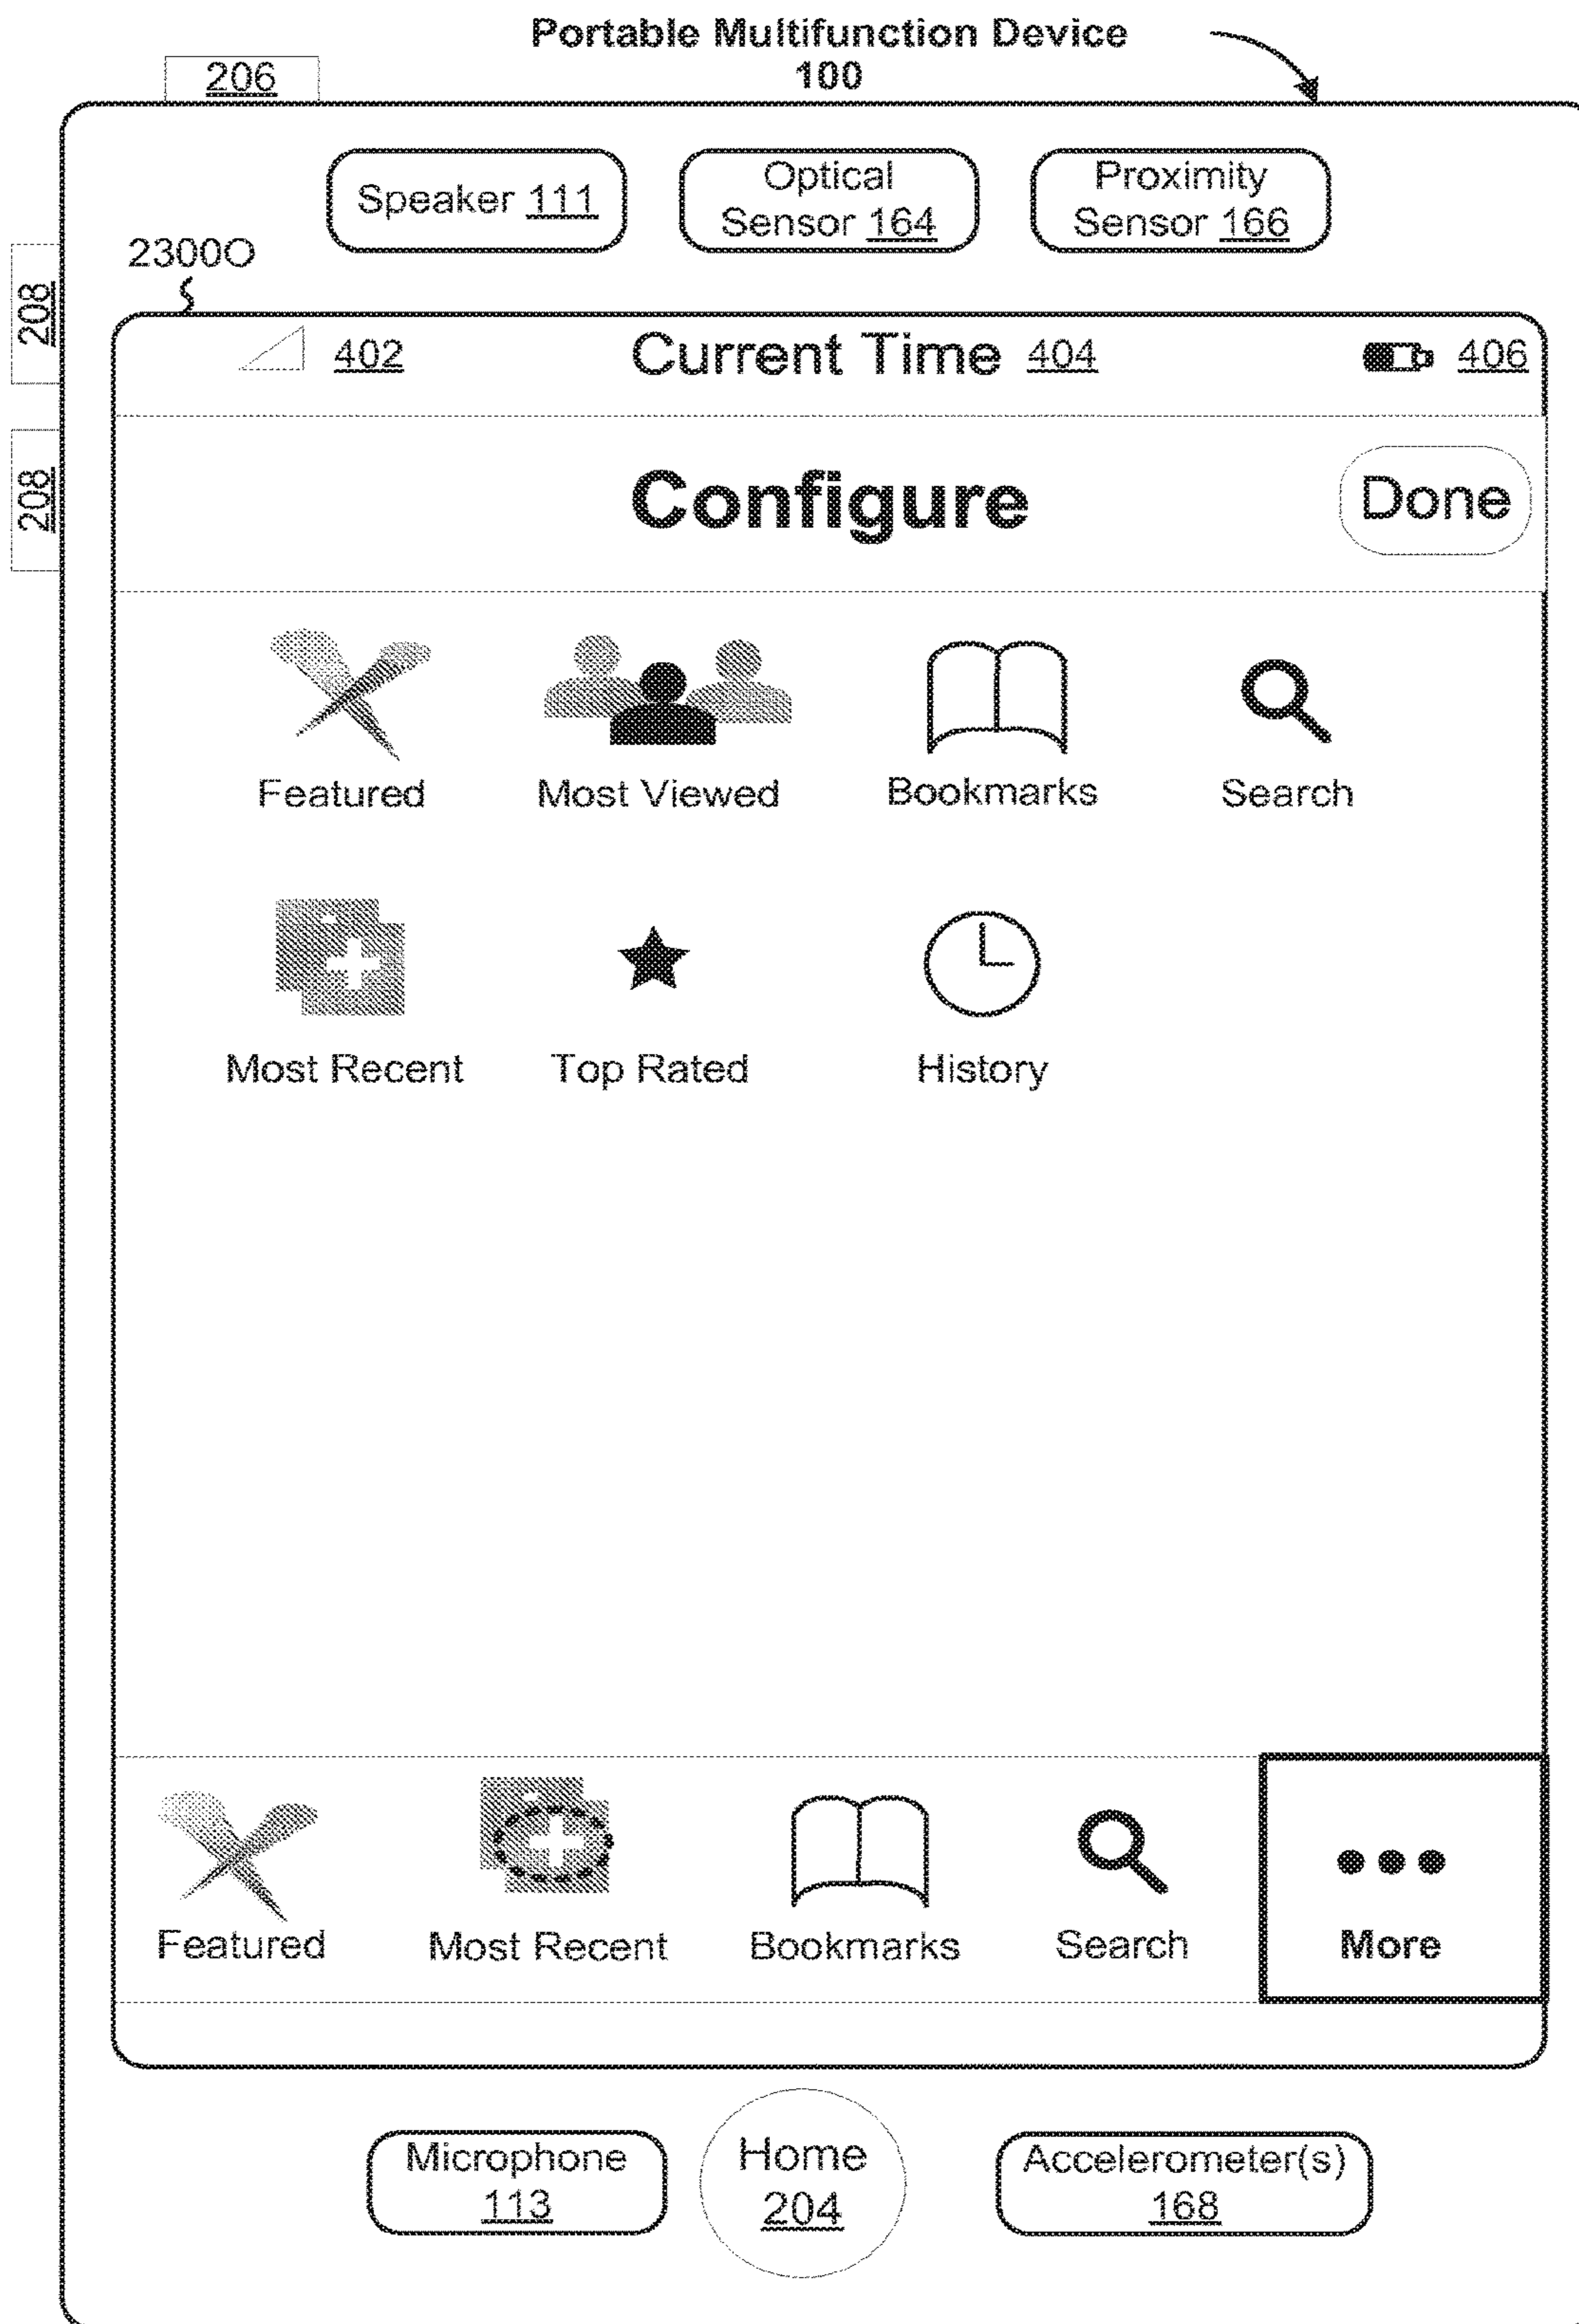 Portable Multifunction Device
100
206
Speaker 111
Optical
Sensor 164
Proximity
Sensor 166
2300O
208
208
402
Current Time 404
406
Configure
Done
Featured
Most Viewed
Bookmarks
Search
Most Recent
Top Rated
History
Featured
Most Recent
Bookmarks
Search
More
Microphone
113
Home
204
Accelerometer(s)
168